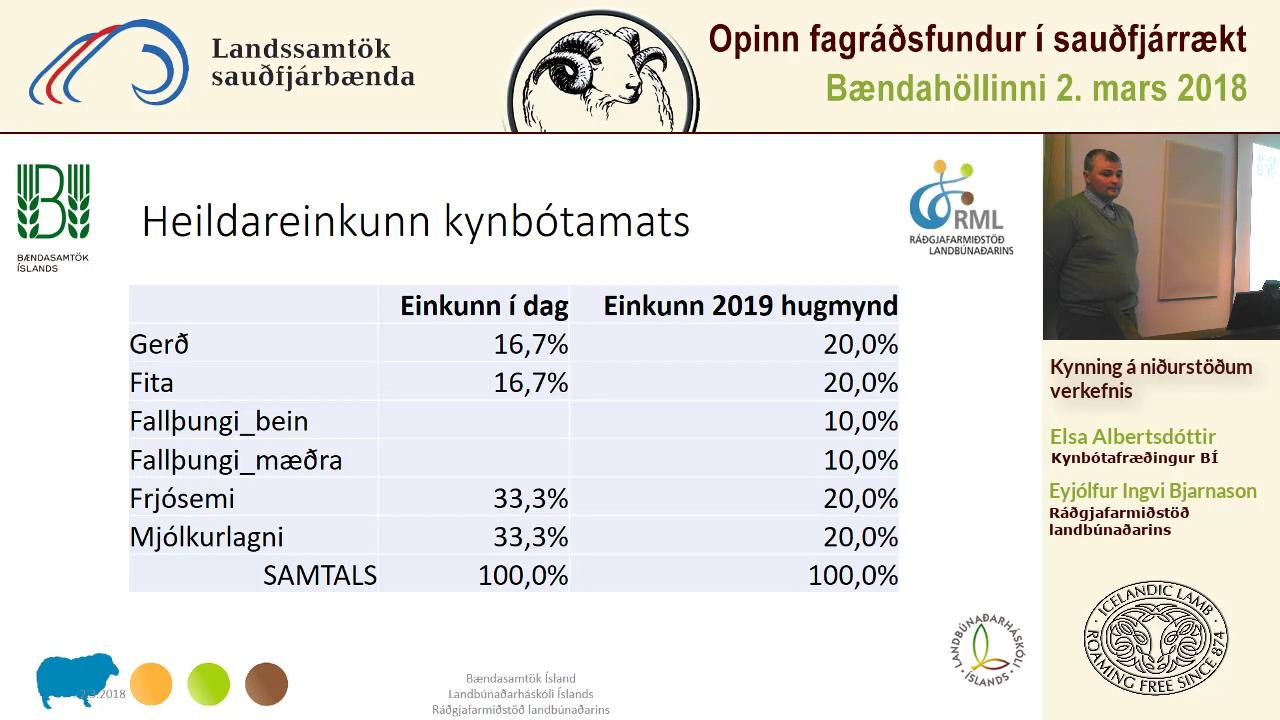 Landssamtök
sauðfjárbænda
Opinn fagráðsfundur í sauðfjárrækt
Bændahöllinni 2. mars 2018
BÆNDASAMTÖK
ÍSLANDS
Heildareinkunn kynbótamats
RML
RÁÐGJAFARMIÐSTÖÐ
LANDBÚNAÐARINS
Einkunn í dag Einkunn 2019 hugmynd
Gerð 16,7% 20,0%
Fita 16,7% 20,0%
Fallþungi_bein 10,0%
Fallþungi_mæðra 10,0%
Frjósemi 33,3% 20,0%
Mjólkurlagni 33,3% 20,0%
SAMTALS 100,0% 100,0%
Kynning á niðurstöðum
verkefnis
Elsa Albertsdóttir
Kynbótafræðingur BÍ
Eyjólfur Ingvi Bjarnason
Ráðgjafarmiðstöð
landbúnaðarins
2.3.2018
Bændasamtök Ísland
Landbúnaðarháskóli Íslands
Ráðgjafarmiðstöð landbúnaðarins
LANDBÚNAÐARHÁSKÓLI
· ÍSLANDS ·
· ICELANDIC LAMB ·
ROAMING FREE SINCE 874